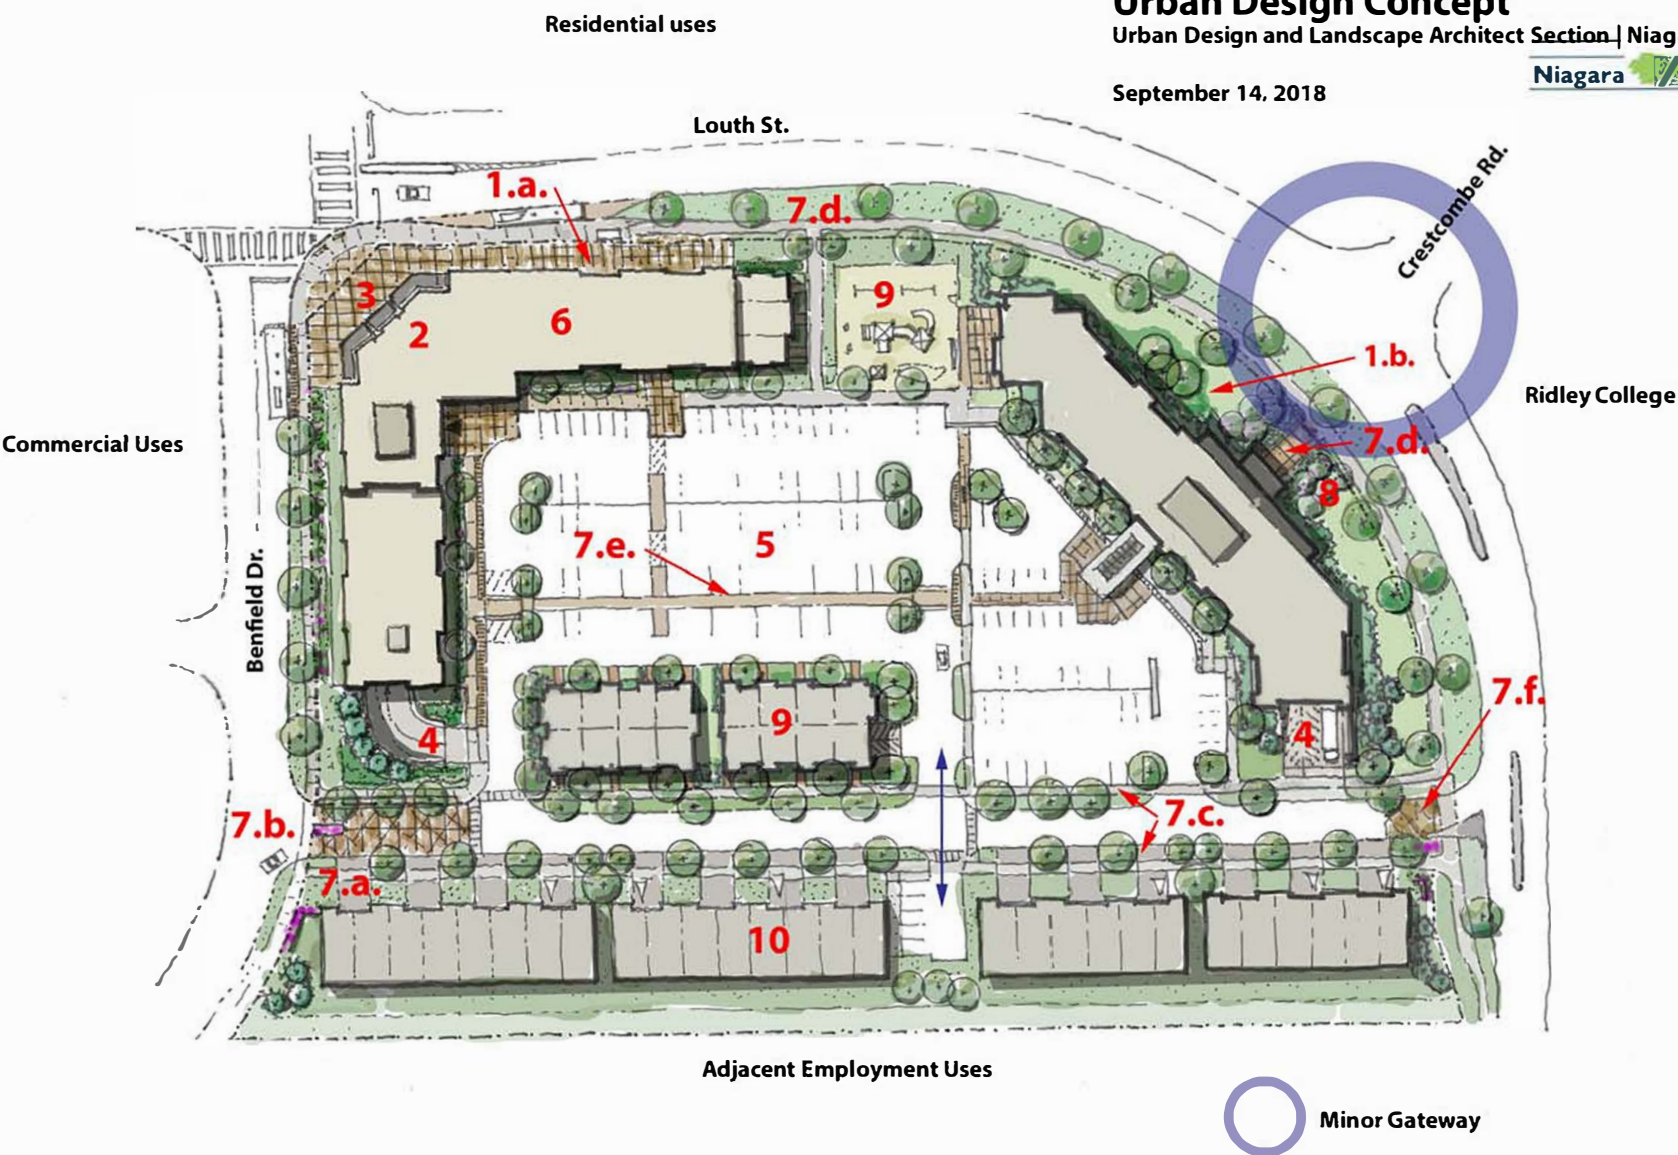 Urban Design Concept
Residential uses
Urban Design and Landscape Architect Section | Niag
Niagara
September 14, 2018
Louth St.
Crestcombe Rd.
1.a.
7.d.
3
9
2
6
1.b.
Ridley College
Commercial Uses
7.d.
8
7.e.
5
Benfield Dr.
7.f.
9
4
4
7.b.
7.c.
7.a.
10
Adjacent Employment Uses
Minor Gateway